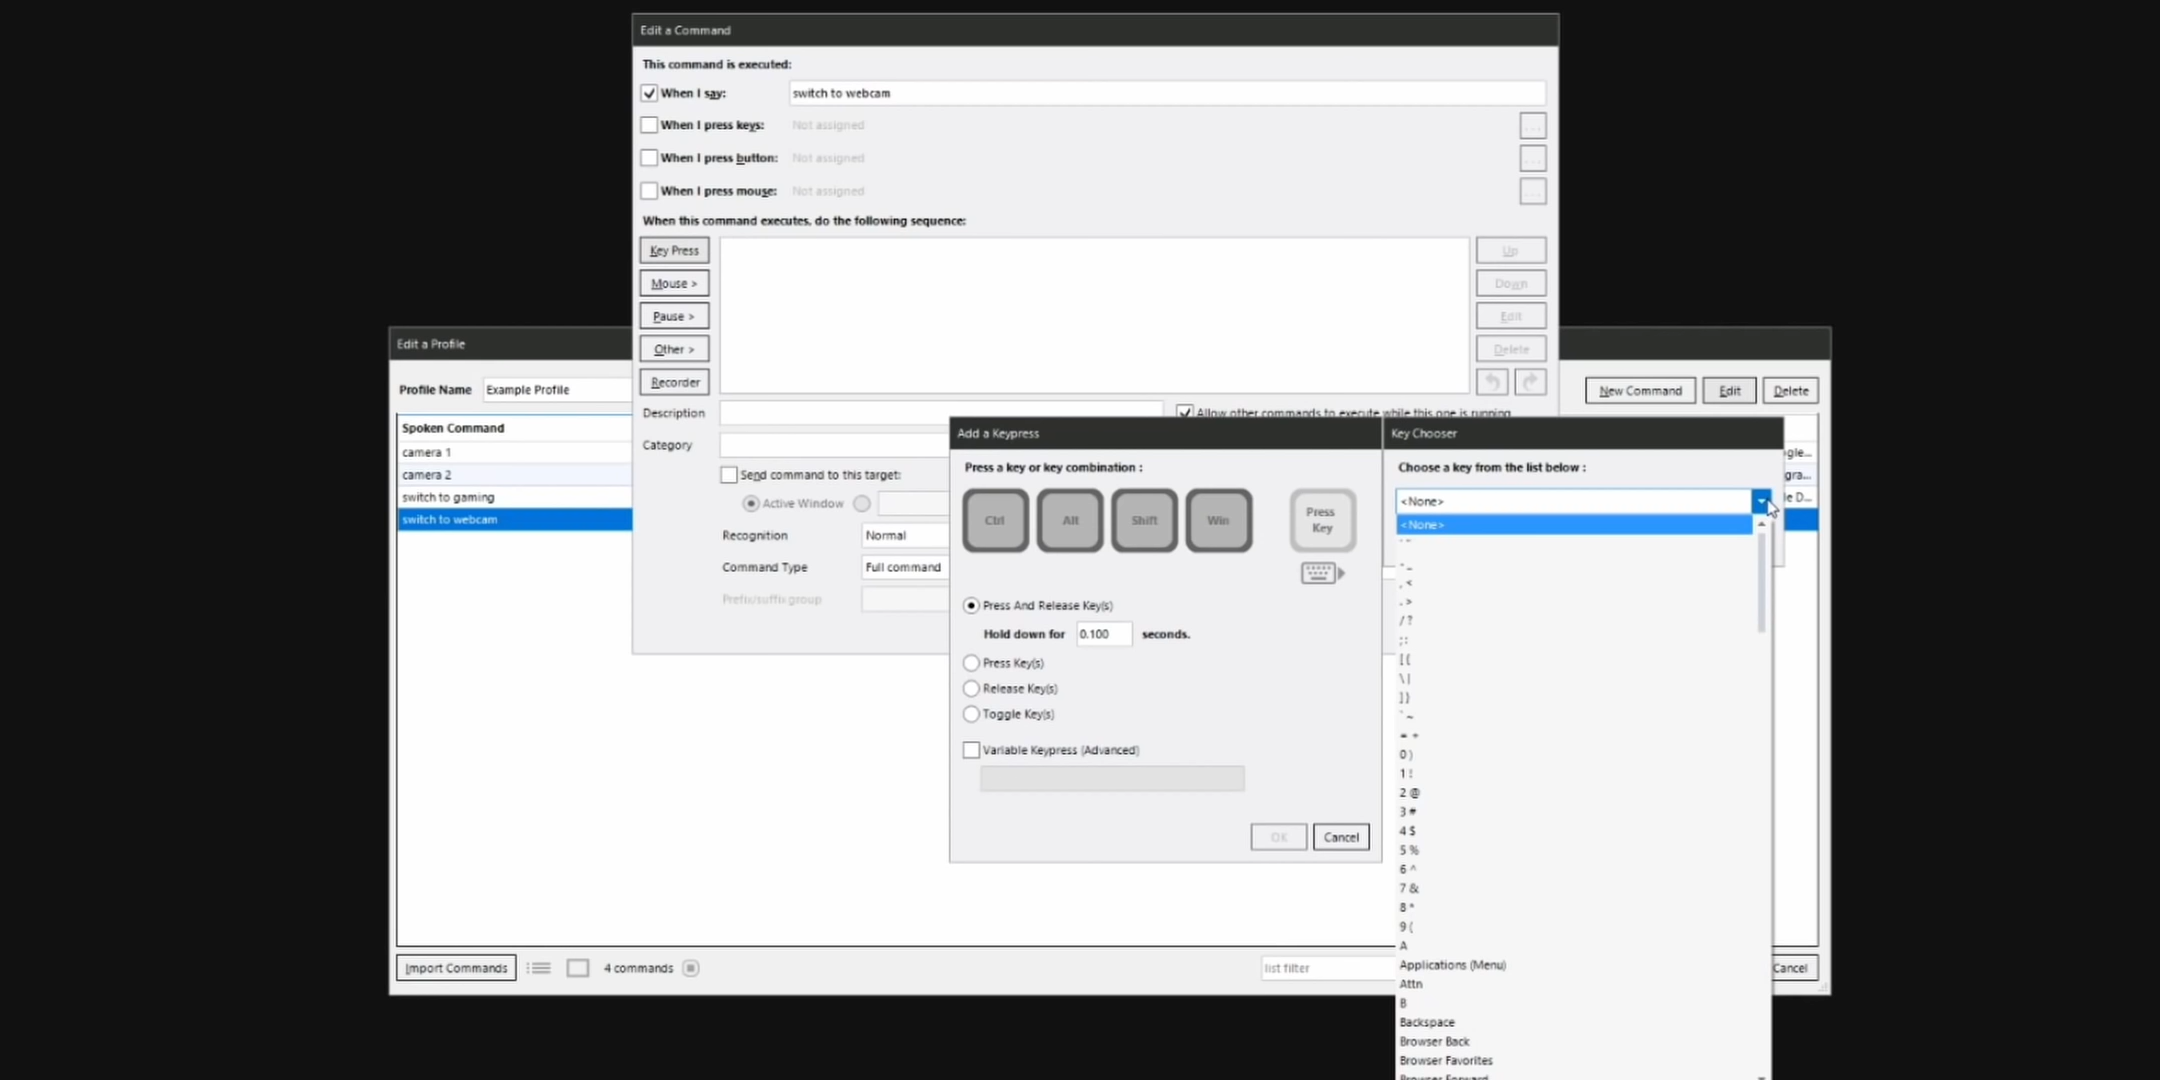 Edit a Command
This command is executed:
When I say: switch to webcam
When I press keys: Not assigned ...
When I press button: Not assigned ...
When I press mouse: Not assigned ...
When this command executes, do the following sequence:
Key Press
Mouse >
Pause >
Other >
Recorder
Up
Down
Edit
Delete
Description
Allow other commands to execute while this one is running
Category
Send command to this target:
Active Window
Recognition Normal
Command Type Full command
Prefix/suffix group
Edit a Profile
Profile Name Example Profile
New Command Edit Delete
Spoken Command
camera 1
camera 2
switch to gaming
switch to webcam
gle...
gra...
le D...
Import Commands
4 commands
list filter
Cancel
Add a Keypress
Press a key or key combination :
Ctrl Alt Shift Win
Press
Key
Press And Release Key(s)
Hold down for 0.100 seconds.
Press Key(s)
Release Key(s)
Toggle Key(s)
Variable Keypress (Advanced)
OK Cancel
Key Chooser
Choose a key from the list below :
<None>
<None>
' "
- _
, <
. >
/ ?
; :
[ {
\ |
] }
` ~
= +
0 )
1 !
2 @
3 #
4 $
5 %
6 ^
7 &
8 *
9 (
A
Applications (Menu)
Attn
B
Backspace
Browser Back
Browser Favorites
Browser Forward